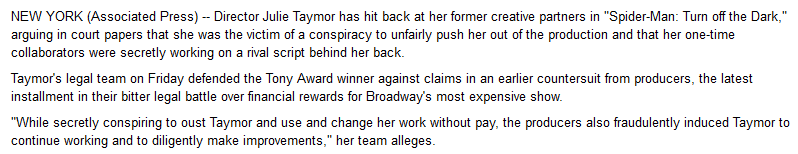 NEW YORK (Associated Press) -- Director Julie Taymor has hit back at her former creative partners in "Spider-Man: Turn off the Dark,"
arguing in court papers that she was the victim of a conspiracy to unfairly push her out of the production and that her one-time
collaborators were secretly working on a rival script behind her back.
Taymor's legal team on Friday defended the Tony Award winner against claims in an earlier countersuit from producers, the latest
installment in their bitter legal battle over financial rewards for Broadway's most expensive show.
"While secretly conspiring to oust Taymor and use and change her work without pay, the producers also fraudulently induced Taymor to
continue working and to diligently make improvements," her team alleges.